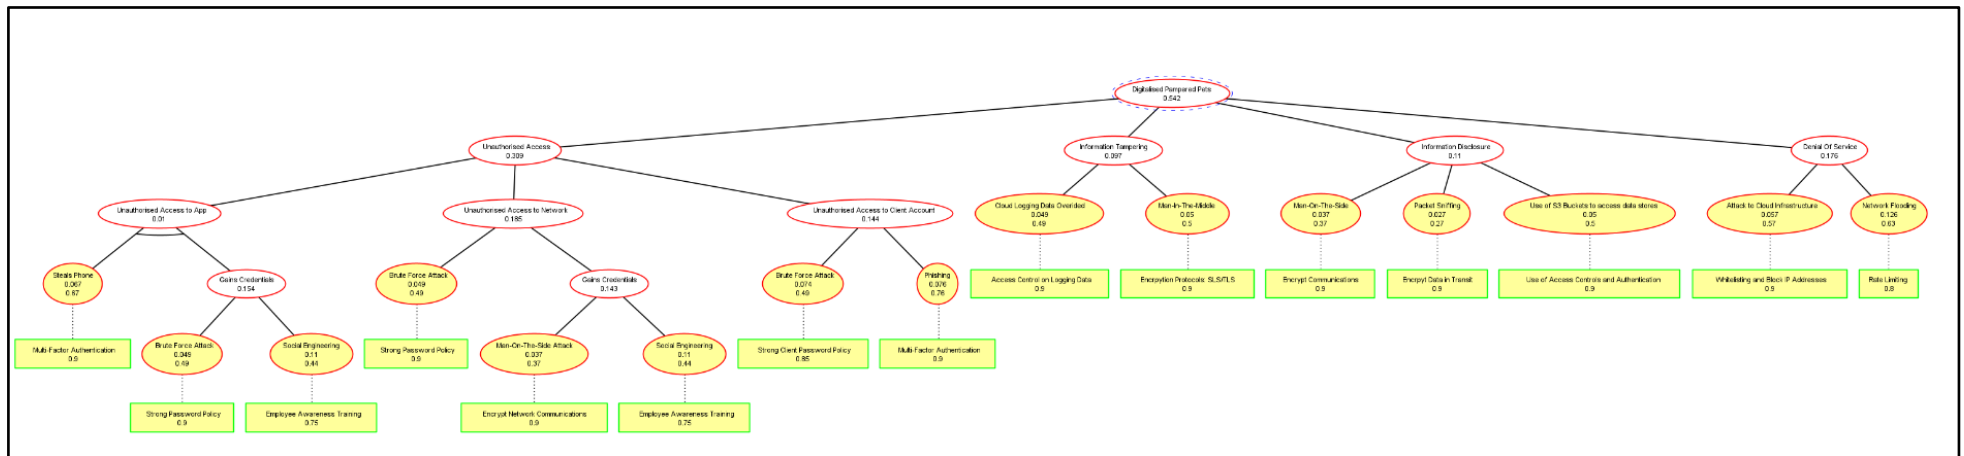 Digitalised Pampered Pets
0.542
Unauthorised Access
0.309
Information Tampering
0.097
Information Disclosure
0.11
Denial Of Service
0.176
Unauthorised Access to App
0.01
Unauthorised Access to Network
0.185
Unauthorised Access to Client Account
0.144
Cloud Logging Data Overided
0.049
0.49
Man-In-The-Middle
0.05
0.5
Man-On-The-Side
0.037
0.37
Packet Sniffing
0.027
0.27
Use of S3 Buckets to access data stores
0.05
0.5
Attack to Cloud Infrastructure
0.057
0.57
Network Flooding
0.126
0.63
Steals Phone
0.067
0.67
Gains Credentials
0.154
Brute Force Attack
0.049
0.49
Gains Credentials
0.143
Brute Force Attack
0.074
0.49
Phishing
0.076
0.76
Access Control on Logging Data
0.9
Encrpytion Protocols: SLS/TLS
0.9
Encrypt Communications
0.9
Encrpyt Data in Transit
0.9
Use of Access Controls and Authentication
0.9
Whitelisting and Block IP Addresses
0.9
Rate Limiting
0.8
Multi-Factor Authentication
0.9
Brute Force Attack
0.049
0.49
Social Engineering
0.11
0.44
Strong Password Policy
0.9
Man-On-The-Side Attack
0.037
0.37
Social Engineering
0.11
0.44
Strong Client Password Policy
0.85
Multi-Factor Authentication
0.9
Strong Password Policy
0.9
Employee Awareness Training
0.75
Encrypt Network Communications
0.9
Employee Awareness Training
0.75